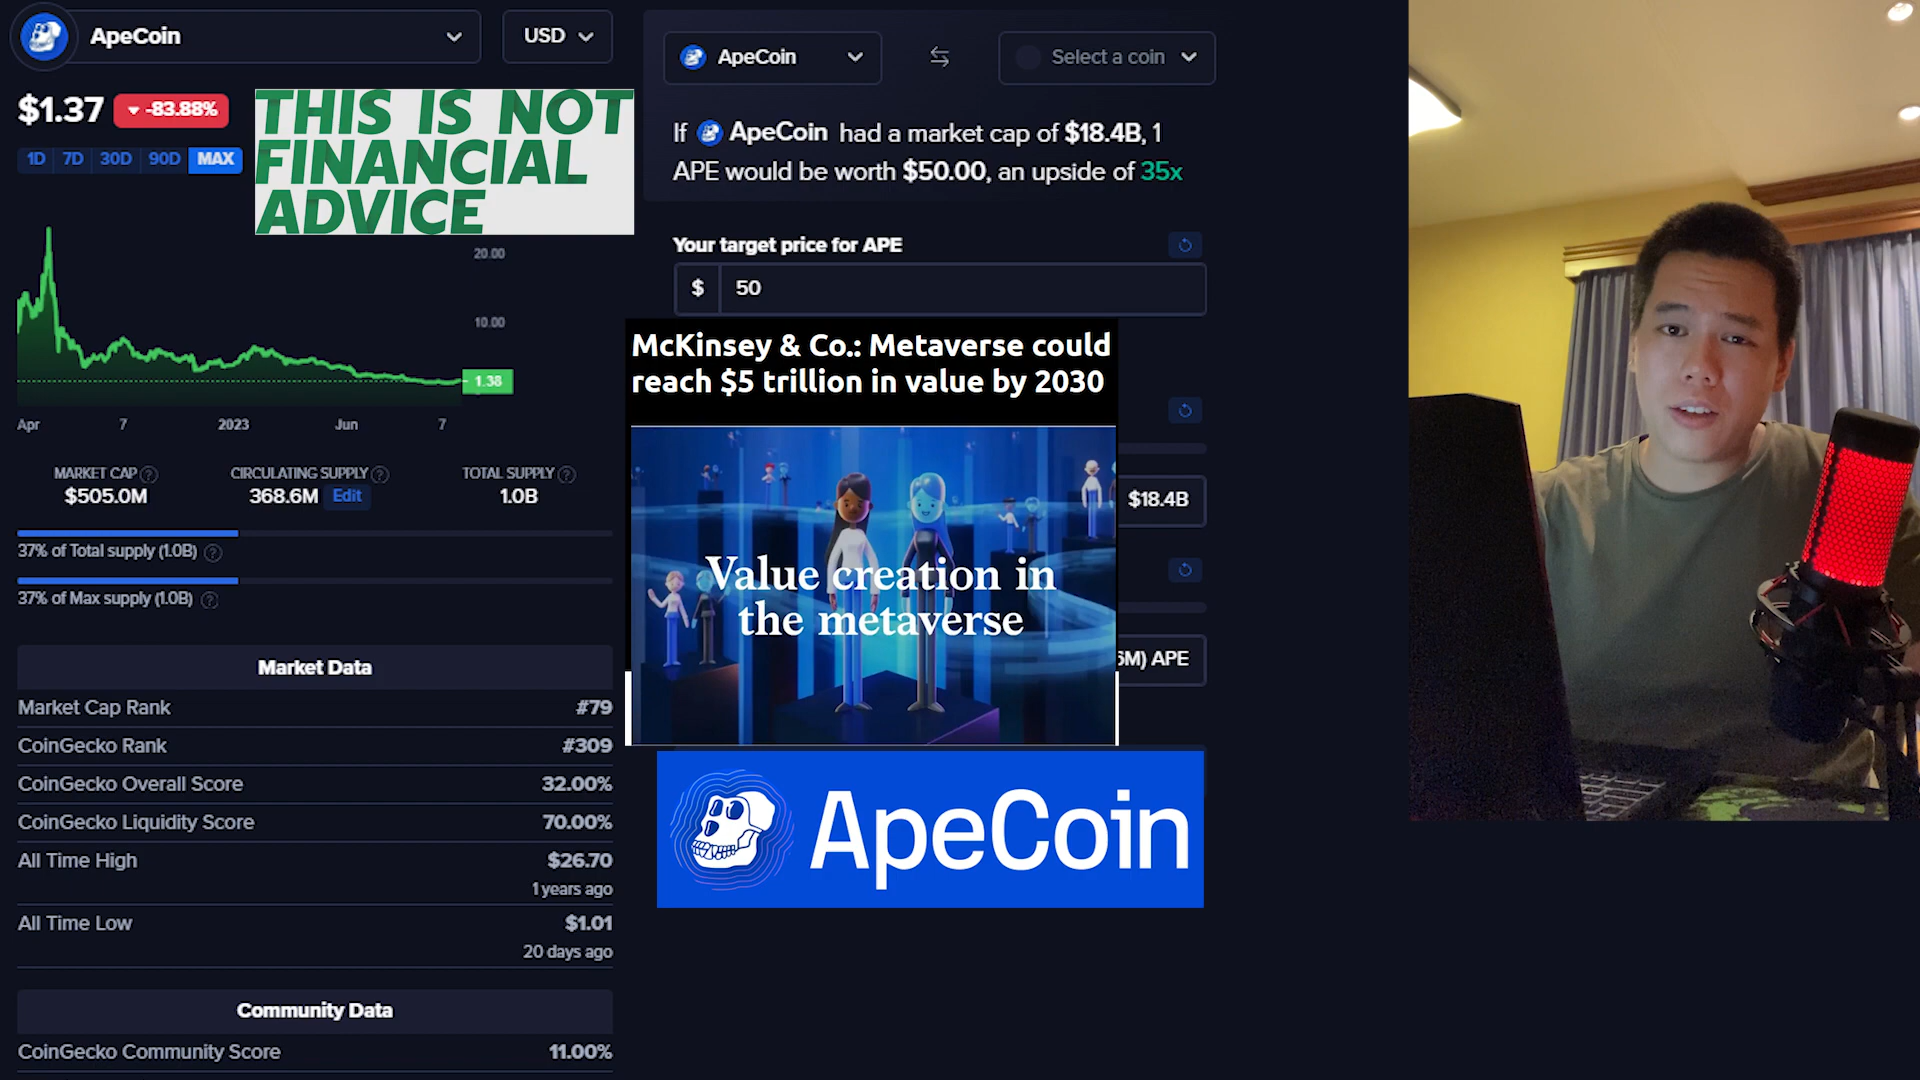 ApeCoin
USD
$1.37
-83.88%
1D 7D 30D 90D MAX
THIS IS NOT
FINANCIAL
ADVICE
20.00
10.00
1.38
Apr 7 2023 Jun 7
MARKET CAP ?
$505.0M
CIRCULATING SUPPLY ?
368.6M Edit
TOTAL SUPPLY ?
1.0B
37% of Total supply (1.0B) ?
37% of Max supply (1.0B) ?
Market Data
Market Cap Rank #79
CoinGecko Rank #309
CoinGecko Overall Score 32.00%
CoinGecko Liquidity Score 70.00%
All Time High $26.70
1 years ago
All Time Low $1.01
20 days ago
Community Data
CoinGecko Community Score 11.00%
ApeCoin
Select a coin
If ApeCoin had a market cap of $18.4B, 1
APE would be worth $50.00, an upside of 35x
Your target price for APE
$ 50
McKinsey & Co.: Metaverse could
reach $5 trillion in value by 2030
Value creation in
the metaverse
$18.4B
M) APE
ApeCoin